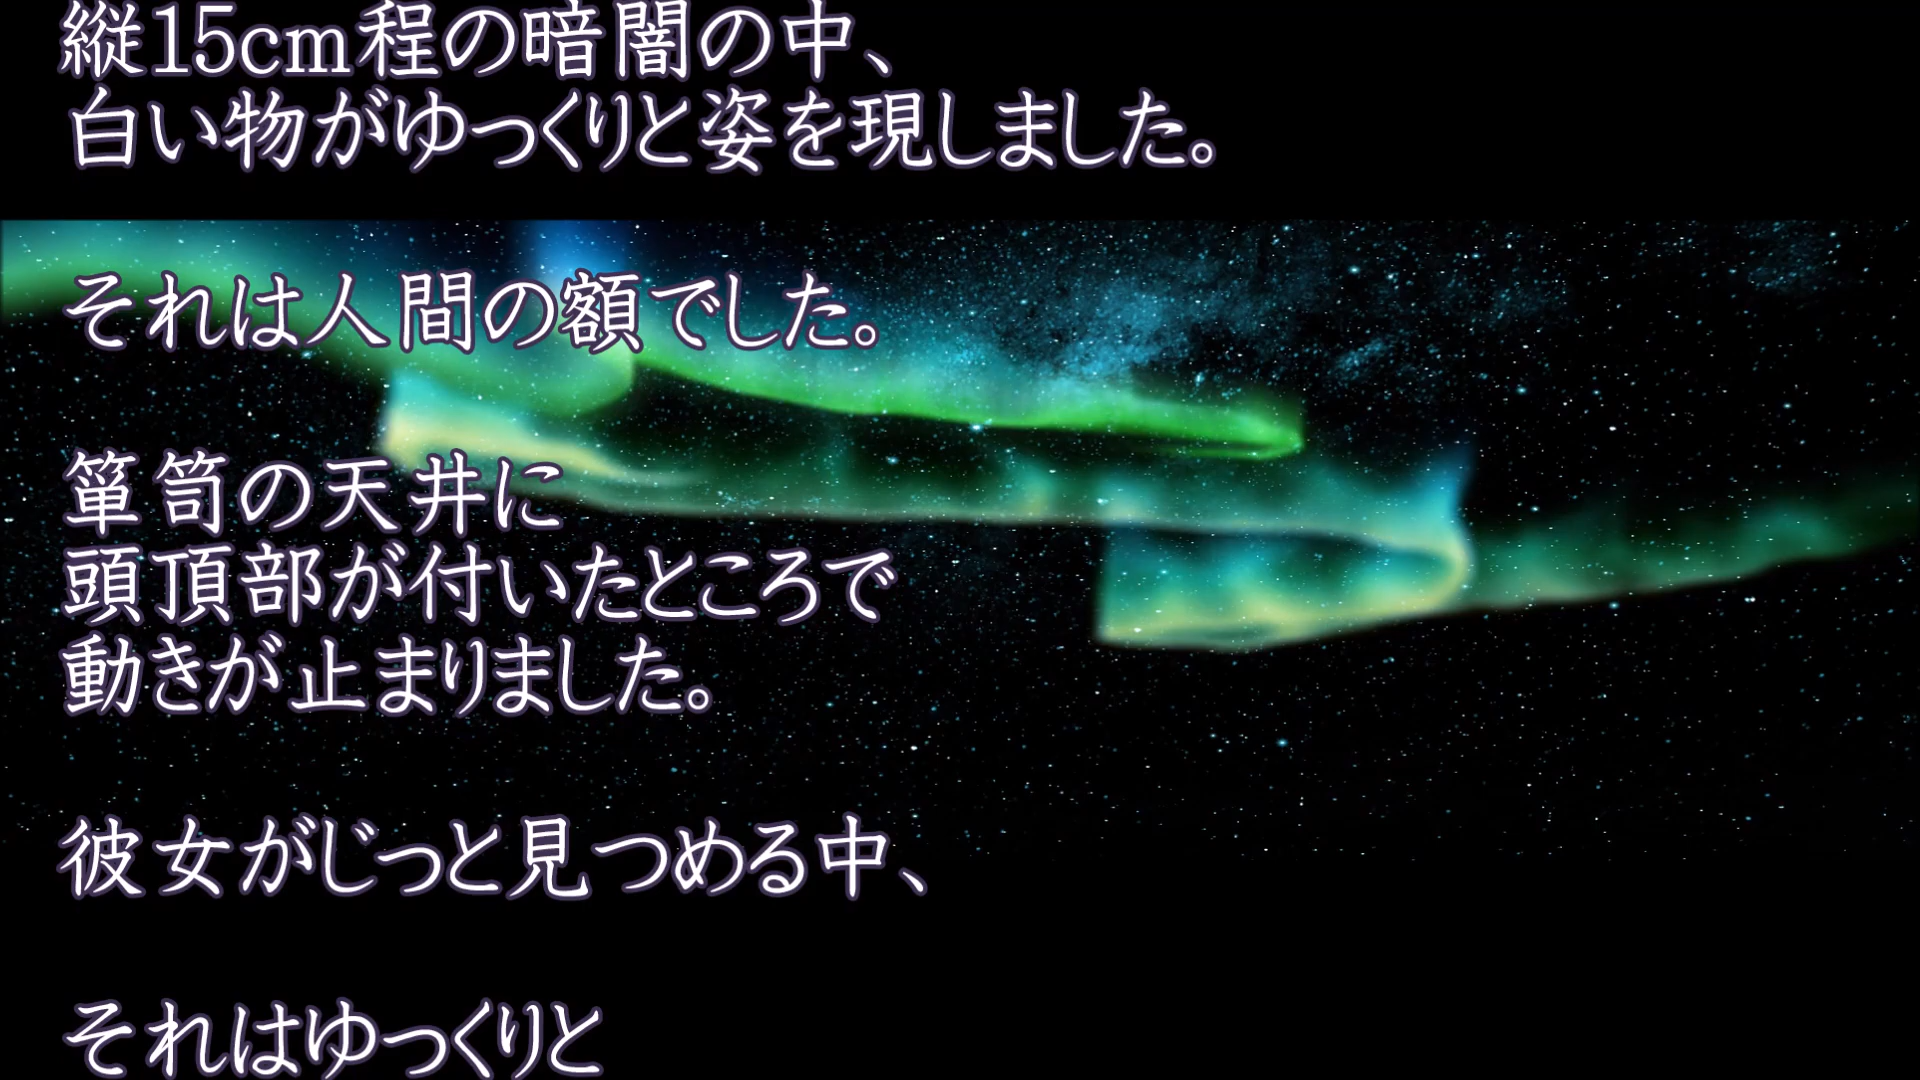 縦15cm程の暗闇の中、
白い物がゆっくりと姿を現しました。
それは人間の額でした。
箪笥の天井に
頭頂部が付いたところで
動きが止まりました。
彼女がじっと見つめる中、
それはゆっくりと